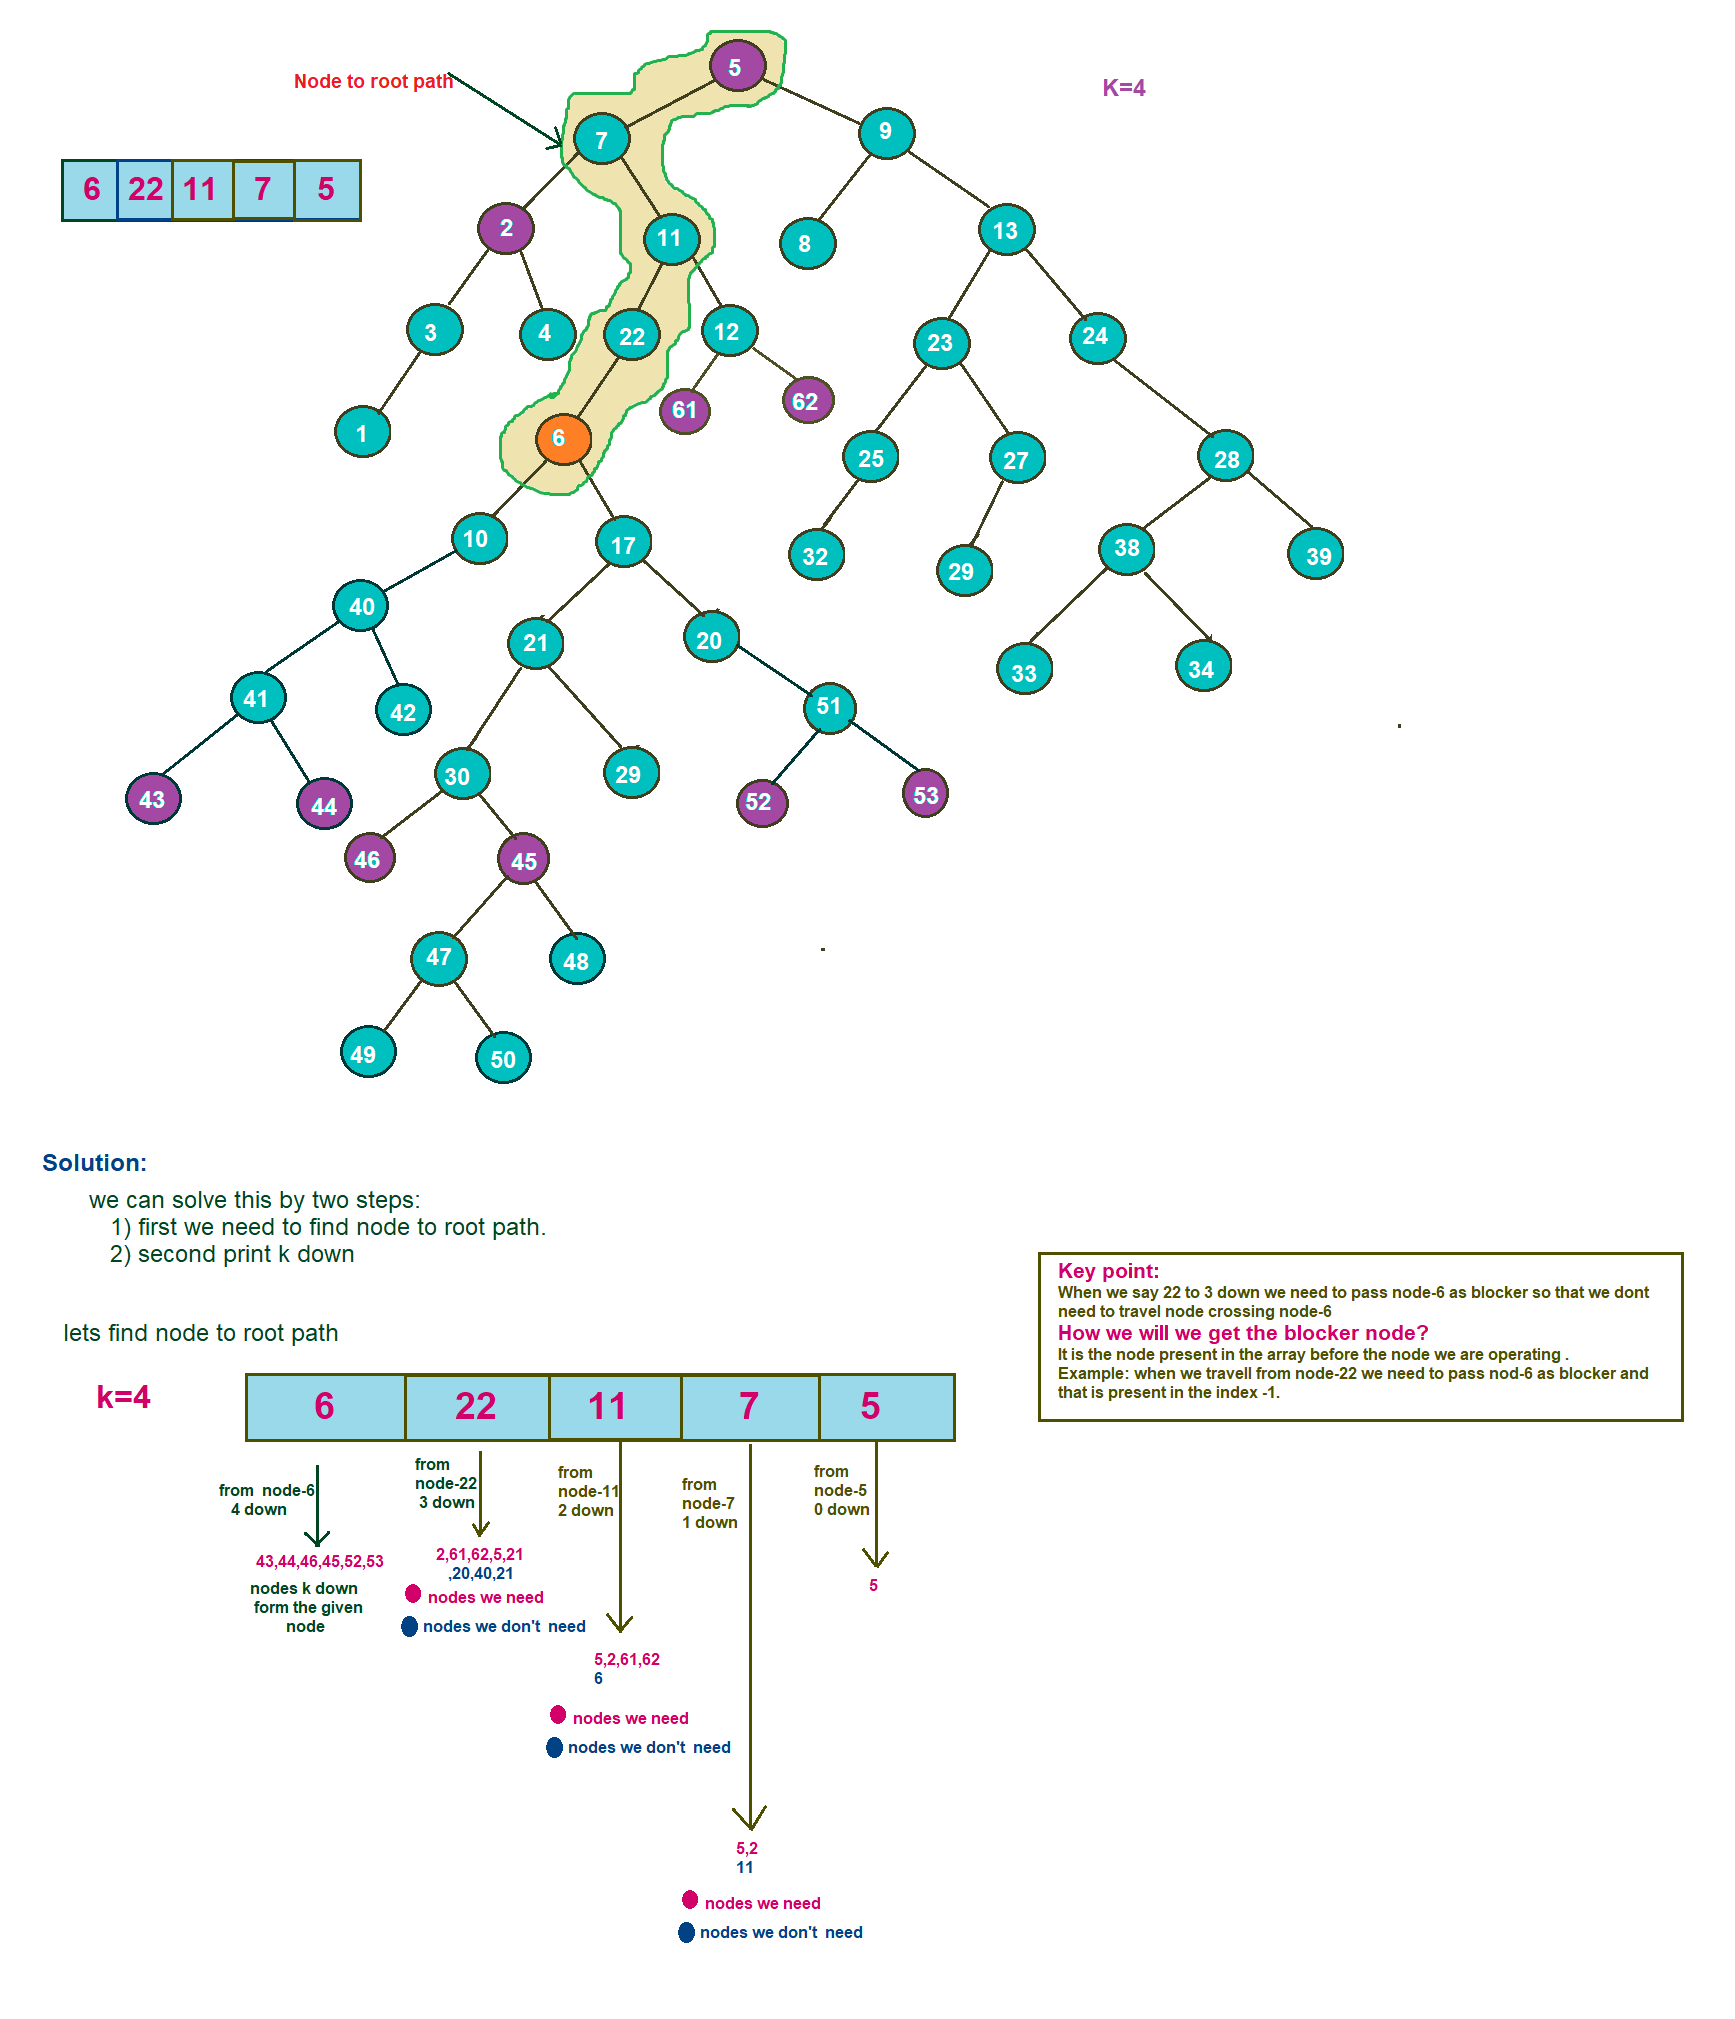 5
Node to root path
K=4
7
9
6 22 11 7 5
2
11
8
13
3
4
22
12
23
24
1
6
61
62
25
27
28
10
17
32
29
38
39
40
21
20
33
34
41
42
51
30
29
43
44
52
53
46
45
47
48
49
50
Solution:
we can solve this by two steps:
1) first we need to find node to root path.
2) second print k down
Key point:
When we say 22 to 3 down we need to pass node-6 as blocker so that we dont
need to travel node crossing node-6
How we will we get the blocker node?
It is the node present in the array before the node we are operating .
Example: when we travell from node-22 we need to pass nod-6 as blocker and
that is present in the index -1.
lets find node to root path
k=4
6 22 11 7 5
from node-6
4 down
43,44,46,45,52,53
nodes k down
form the given
node
from
node-22
3 down
2,61,62,5,21
,20,40,21
nodes we need
nodes we don't need
from
node-11
2 down
5,2,61,62
6
nodes we need
nodes we don't need
from
node-7
1 down
5,2
11
nodes we need
nodes we don't need
from
node-5
0 down
5